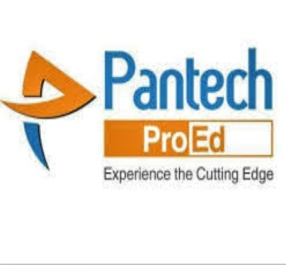 Pantech
ProEd
Experience the Cutting Edge